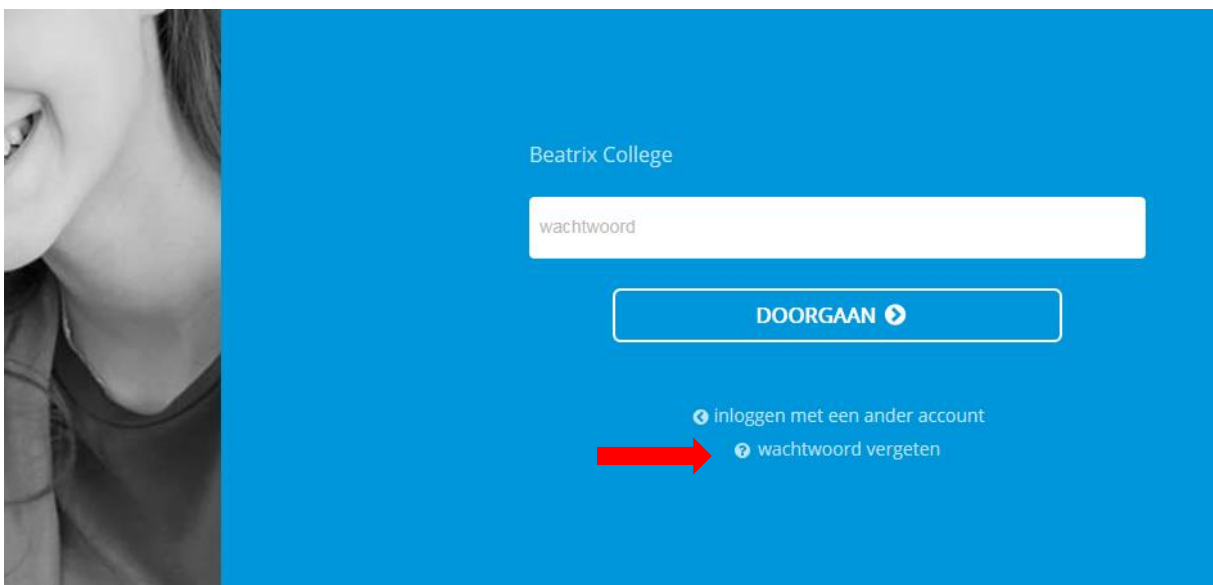 Beatrix College
wachtwoord
DOORGAAN
inloggen met een ander account
wachtwoord vergeten